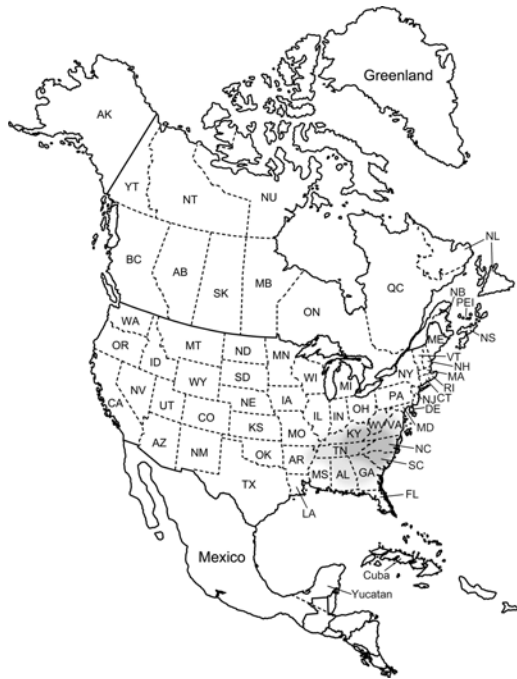 Greenland
AK
YT
NT
NU
NL
BC
AB
SK
MB
ON
QC
NB
PEI
NS
ME
WA
OR
ID
MT
ND
MN
WI
MI
NY
VT
NH
MA
RI
CT
NJ
DE
MD
PA
WY
SD
NE
IA
IL
IN
OH
WV
VA
CA
NV
UT
CO
KS
MO
KY
TN
NC
SC
AZ
NM
OK
AR
TX
MS
AL
GA
LA
FL
Mexico
Cuba
Yucatan